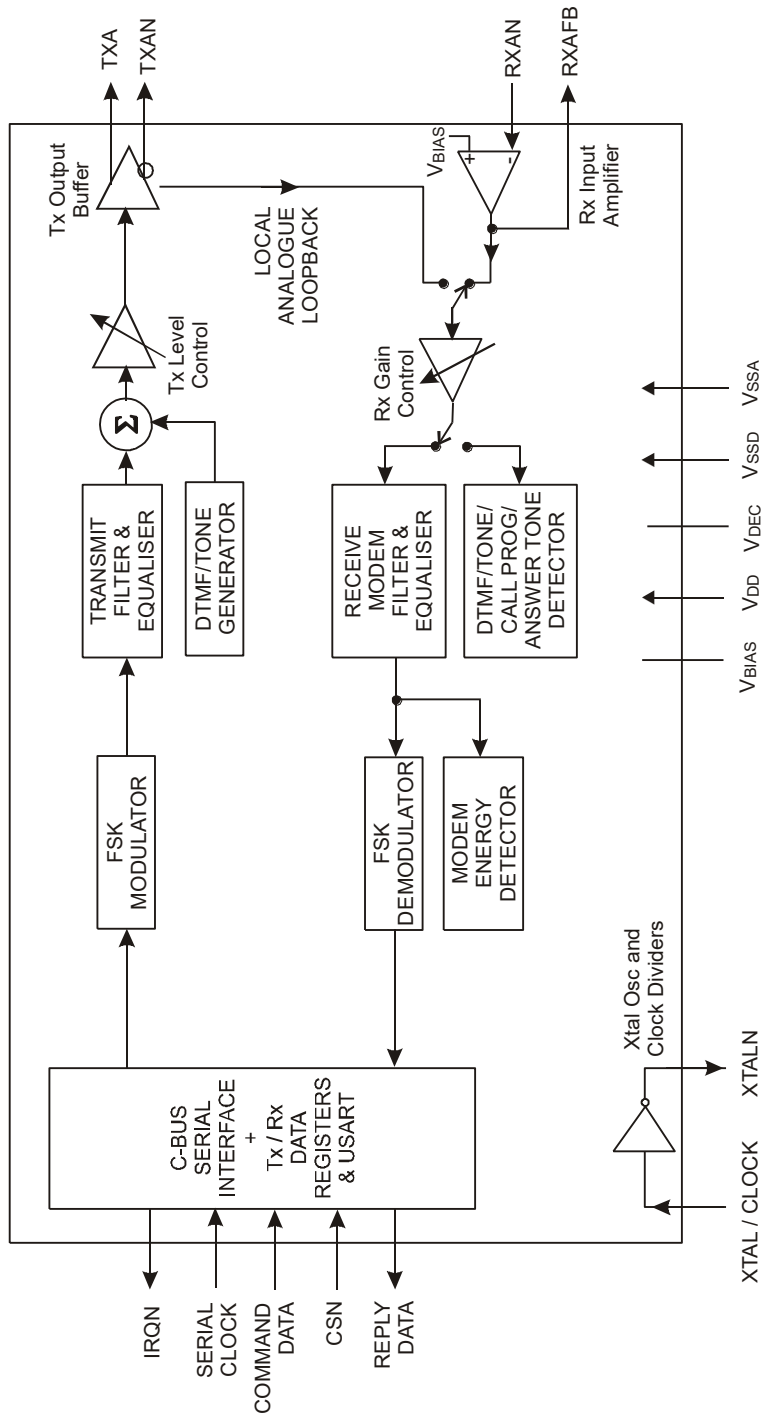 IRQN
SERIAL
CLOCK
COMMAND
DATA
CSN
REPLY
DATA
C-BUS
SERIAL
INTERFACE
+
Tx / Rx
DATA
REGISTERS
& USART
FSK
MODULATOR
TRANSMIT
FILTER &
EQUALISER
DTMF/TONE
GENERATOR
Σ
Tx Level
Control
Tx Output
Buffer
TXA
TXAN
LOCAL
ANALOGUE
LOOPBACK
FSK
DEMODULATOR
MODEM
ENERGY
DETECTOR
RECEIVE
MODEM
FILTER &
EQUALISER
DTMF/TONE/
CALL PROG/
ANSWER TONE
DETECTOR
Rx Gain
Control
VBIAS
+
-
Rx Input
Amplifier
RXAN
RXAFB
Xtal Osc and
Clock Dividers
XTAL / CLOCK
XTALN
VBIAS
VDD
VDEC
VSSD
VSSA